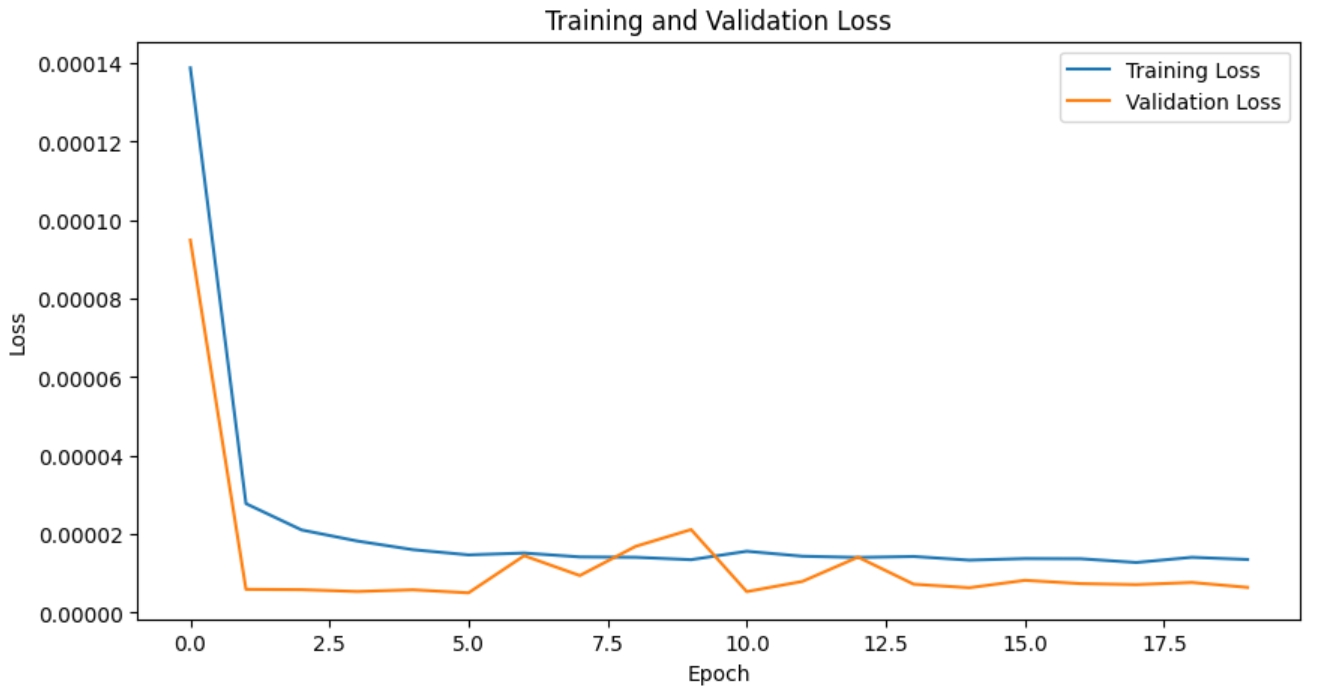 Training and Validation Loss
Training Loss
Validation Loss
0.00014
0.00012
0.00010
0.00008
0.00006
0.00004
0.00002
0.00000
Loss
0.0 2.5 5.0 7.5 10.0 12.5 15.0 17.5
Epoch